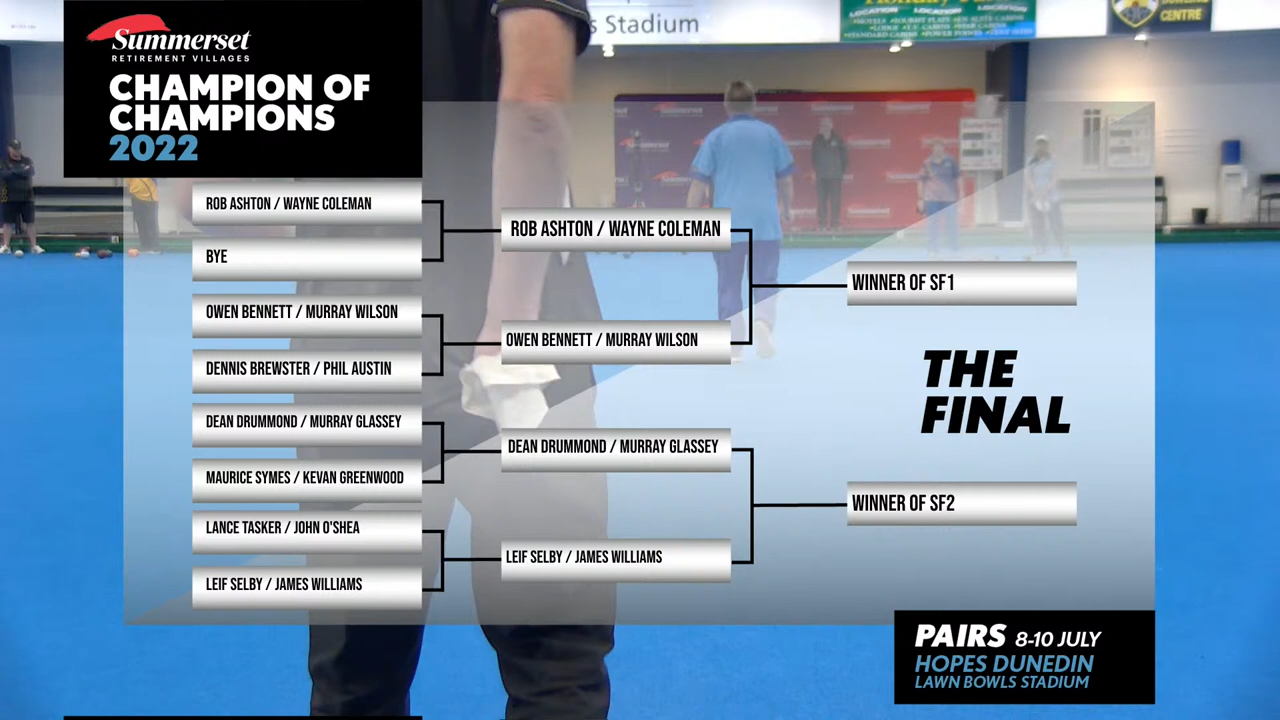 Summerset
RETIREMENT VILLAGES
CHAMPION OF
CHAMPIONS
2022
s Stadium
LOCATION LOCATION LOCATION
CENTRE
ROB ASHTON / WAYNE COLEMAN
BYE
OWEN BENNETT / MURRAY WILSON
DENNIS BREWSTER / PHIL AUSTIN
DEAN DRUMMOND / MURRAY GLASSEY
MAURICE SYMES / KEVAN GREENWOOD
LANCE TASKER / JOHN O'SHEA
LEIF SELBY / JAMES WILLIAMS
ROB ASHTON / WAYNE COLEMAN
OWEN BENNETT / MURRAY WILSON
DEAN DRUMMOND / MURRAY GLASSEY
LEIF SELBY / JAMES WILLIAMS
WINNER OF SF1
THE
FINAL
WINNER OF SF2
PAIRS 8-10 JULY
HOPES DUNEDIN
LAWN BOWLS STADIUM